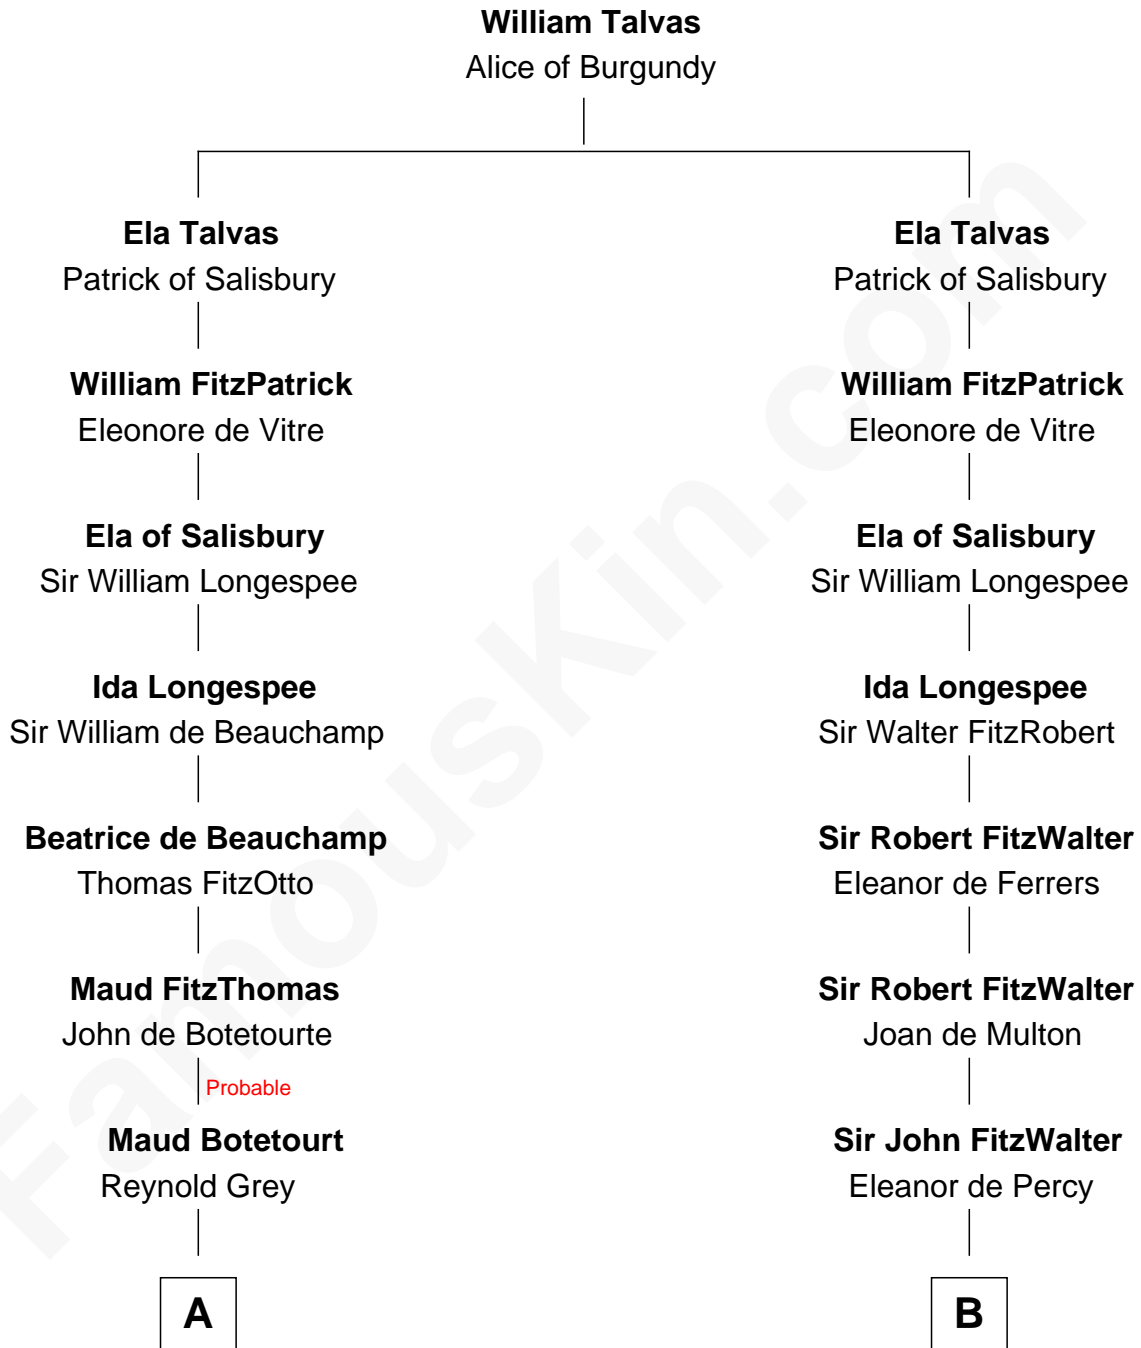 William Talvas
Alice of Burgundy
Ela Talvas
Patrick of Salisbury
William FitzPatrick
Eleonore de Vitre
Ela of Salisbury
Sir William Longespee
Ida Longespee
Sir William de Beauchamp
Beatrice de Beauchamp
Thomas FitzOtto
Maud FitzThomas
John de Botetourte
Probable
Maud Botetourt
Reynold Grey
A
Ela Talvas
Patrick of Salisbury
William FitzPatrick
Eleonore de Vitre
Ela of Salisbury
Sir William Longespee
Ida Longespee
Sir Walter FitzRobert
Sir Robert FitzWalter
Eleanor de Ferrers
Sir Robert FitzWalter
Joan de Multon
Sir John FitzWalter
Eleanor de Percy
B
FamousKin.com